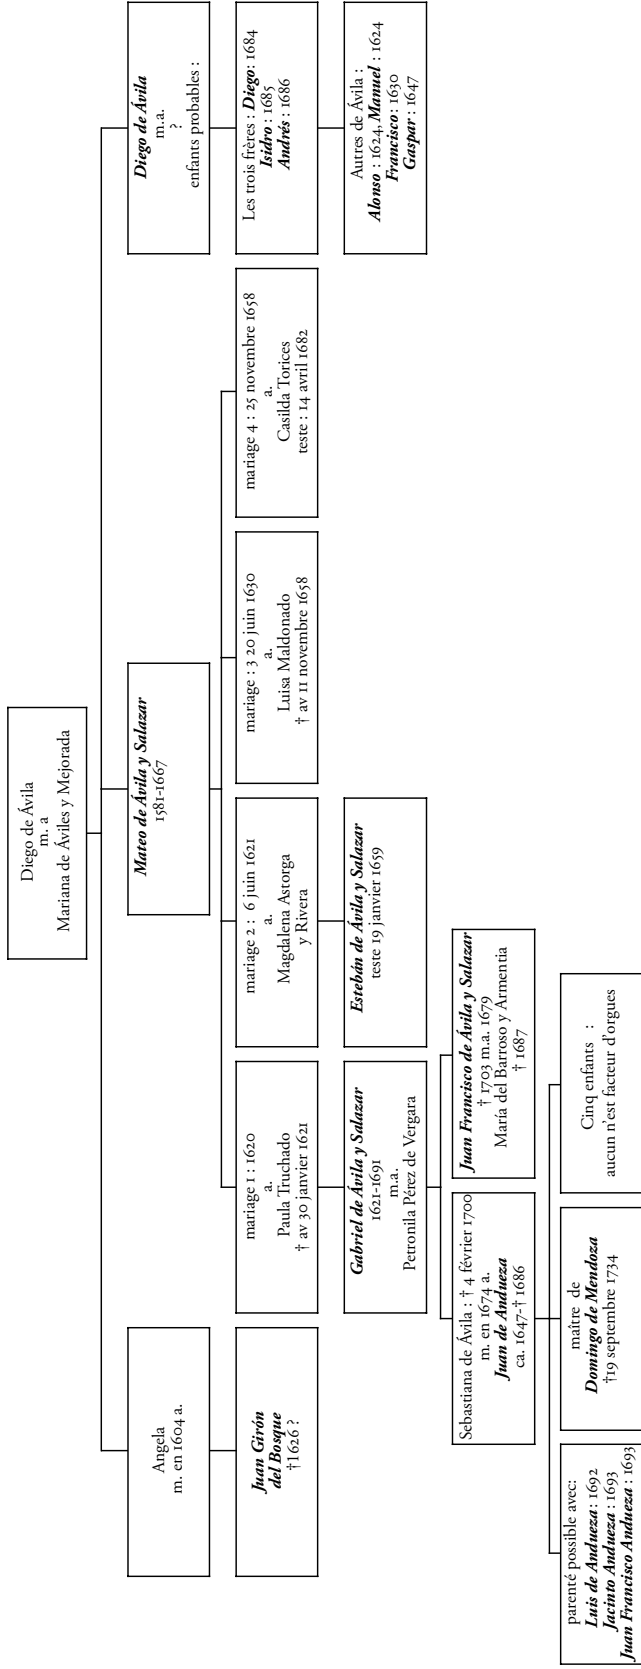 Diego de Ávila
m. a
Mariana de Áviles y Mejorada
Angela
m. en 1604 a.
Mateo de Ávila y Salazar
1581-1667
Diego de Ávila
m.a.
?
enfants probables :
Juan Girón
del Bosque
†1626 ?
mariage 1 : 1620
a.
Paula Truchado
† av 30 janvier 1621
mariage 2 : 6 juin 1621
a.
Magdalena Astorga
y Rivera
mariage : 3 20 juin 1630
a.
Luisa Maldonado
† av 11 novembre 1658
mariage 4 : 25 novembre 1658
a.
Casilda Torices
teste : 14 avril 1682
Les trois frères : Diego: 1684
Isidro : 1685
Andrés : 1686
Gabriel de Ávila y Salazar
1621-1691
m.a.
Petronila Pérez de Vergara
Estebán de Ávila y Salazar
teste 19 janvier 1659
Autres de Ávila :
Alonso : 1624, Manuel : 1624
Francisco : 1630
Gaspar : 1647
Sebastiana de Ávila : † 4 février 1700
m. en 1674 a.
Juan de Andueza
ca. 1647-† 1686
Juan Francisco de Ávila y Salazar
† 1703 m.a. 1679
María del Barroso y Armentia
† 1687
parenté possible avec:
Luis de Andueza : 1692
Jacinto Andueza : 1693
Juan Francisco Andueza : 1693
maître de
Domingo de Mendoza
†19 septembre 1734
Cinq enfants :
aucun n'est facteur d'orgues